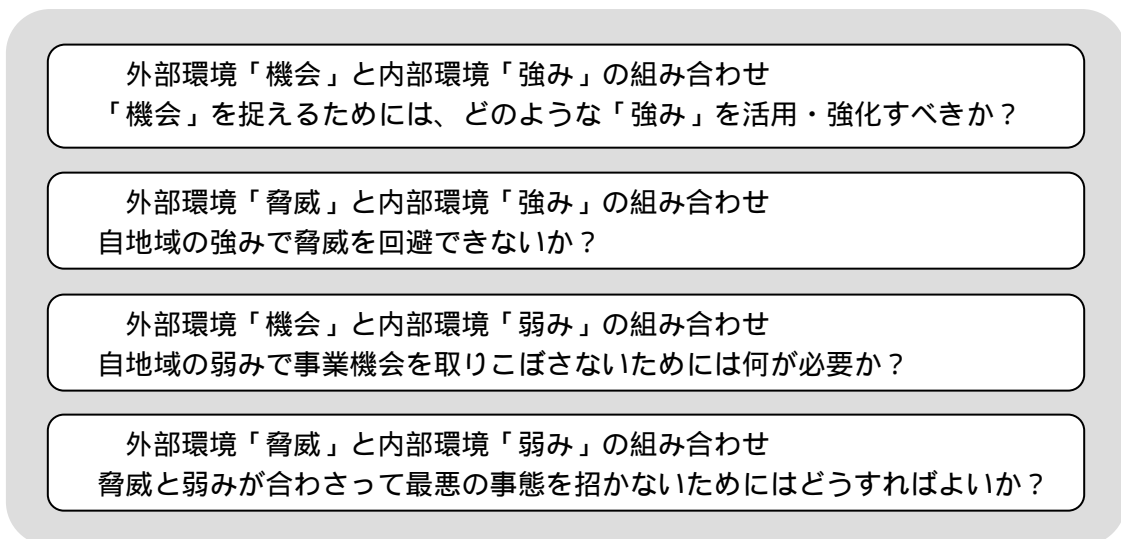 外部環境「機会」と内部環境「強み」の組み合わせ
「機会」を捉えるためには、どのような「強み」を活用・強化すべきか？
外部環境「脅威」と内部環境「強み」の組み合わせ
自地域の強みで脅威を回避できないか？
外部環境「機会」と内部環境「弱み」の組み合わせ
自地域の弱みで事業機会を取りこぼさないためには何が必要か？
外部環境「脅威」と内部環境「弱み」の組み合わせ
脅威と弱みが合わさって最悪の事態を招かないためにはどうすればよいか？